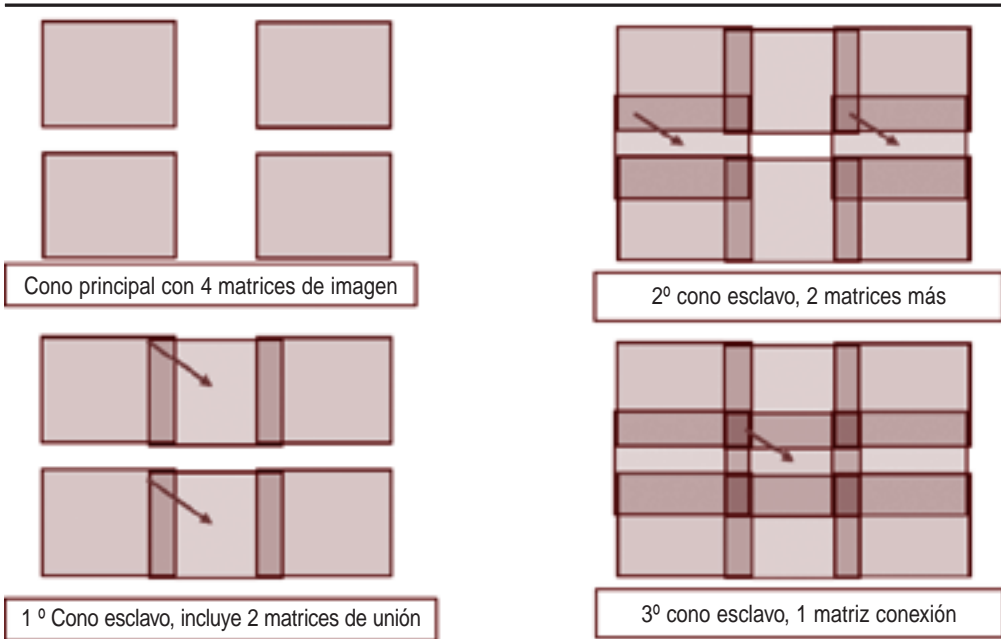 Cono principal con 4 matrices de imagen
1 º Cono esclavo, incluye 2 matrices de unión
2º cono esclavo, 2 matrices más
3º cono esclavo, 1 matriz conexión